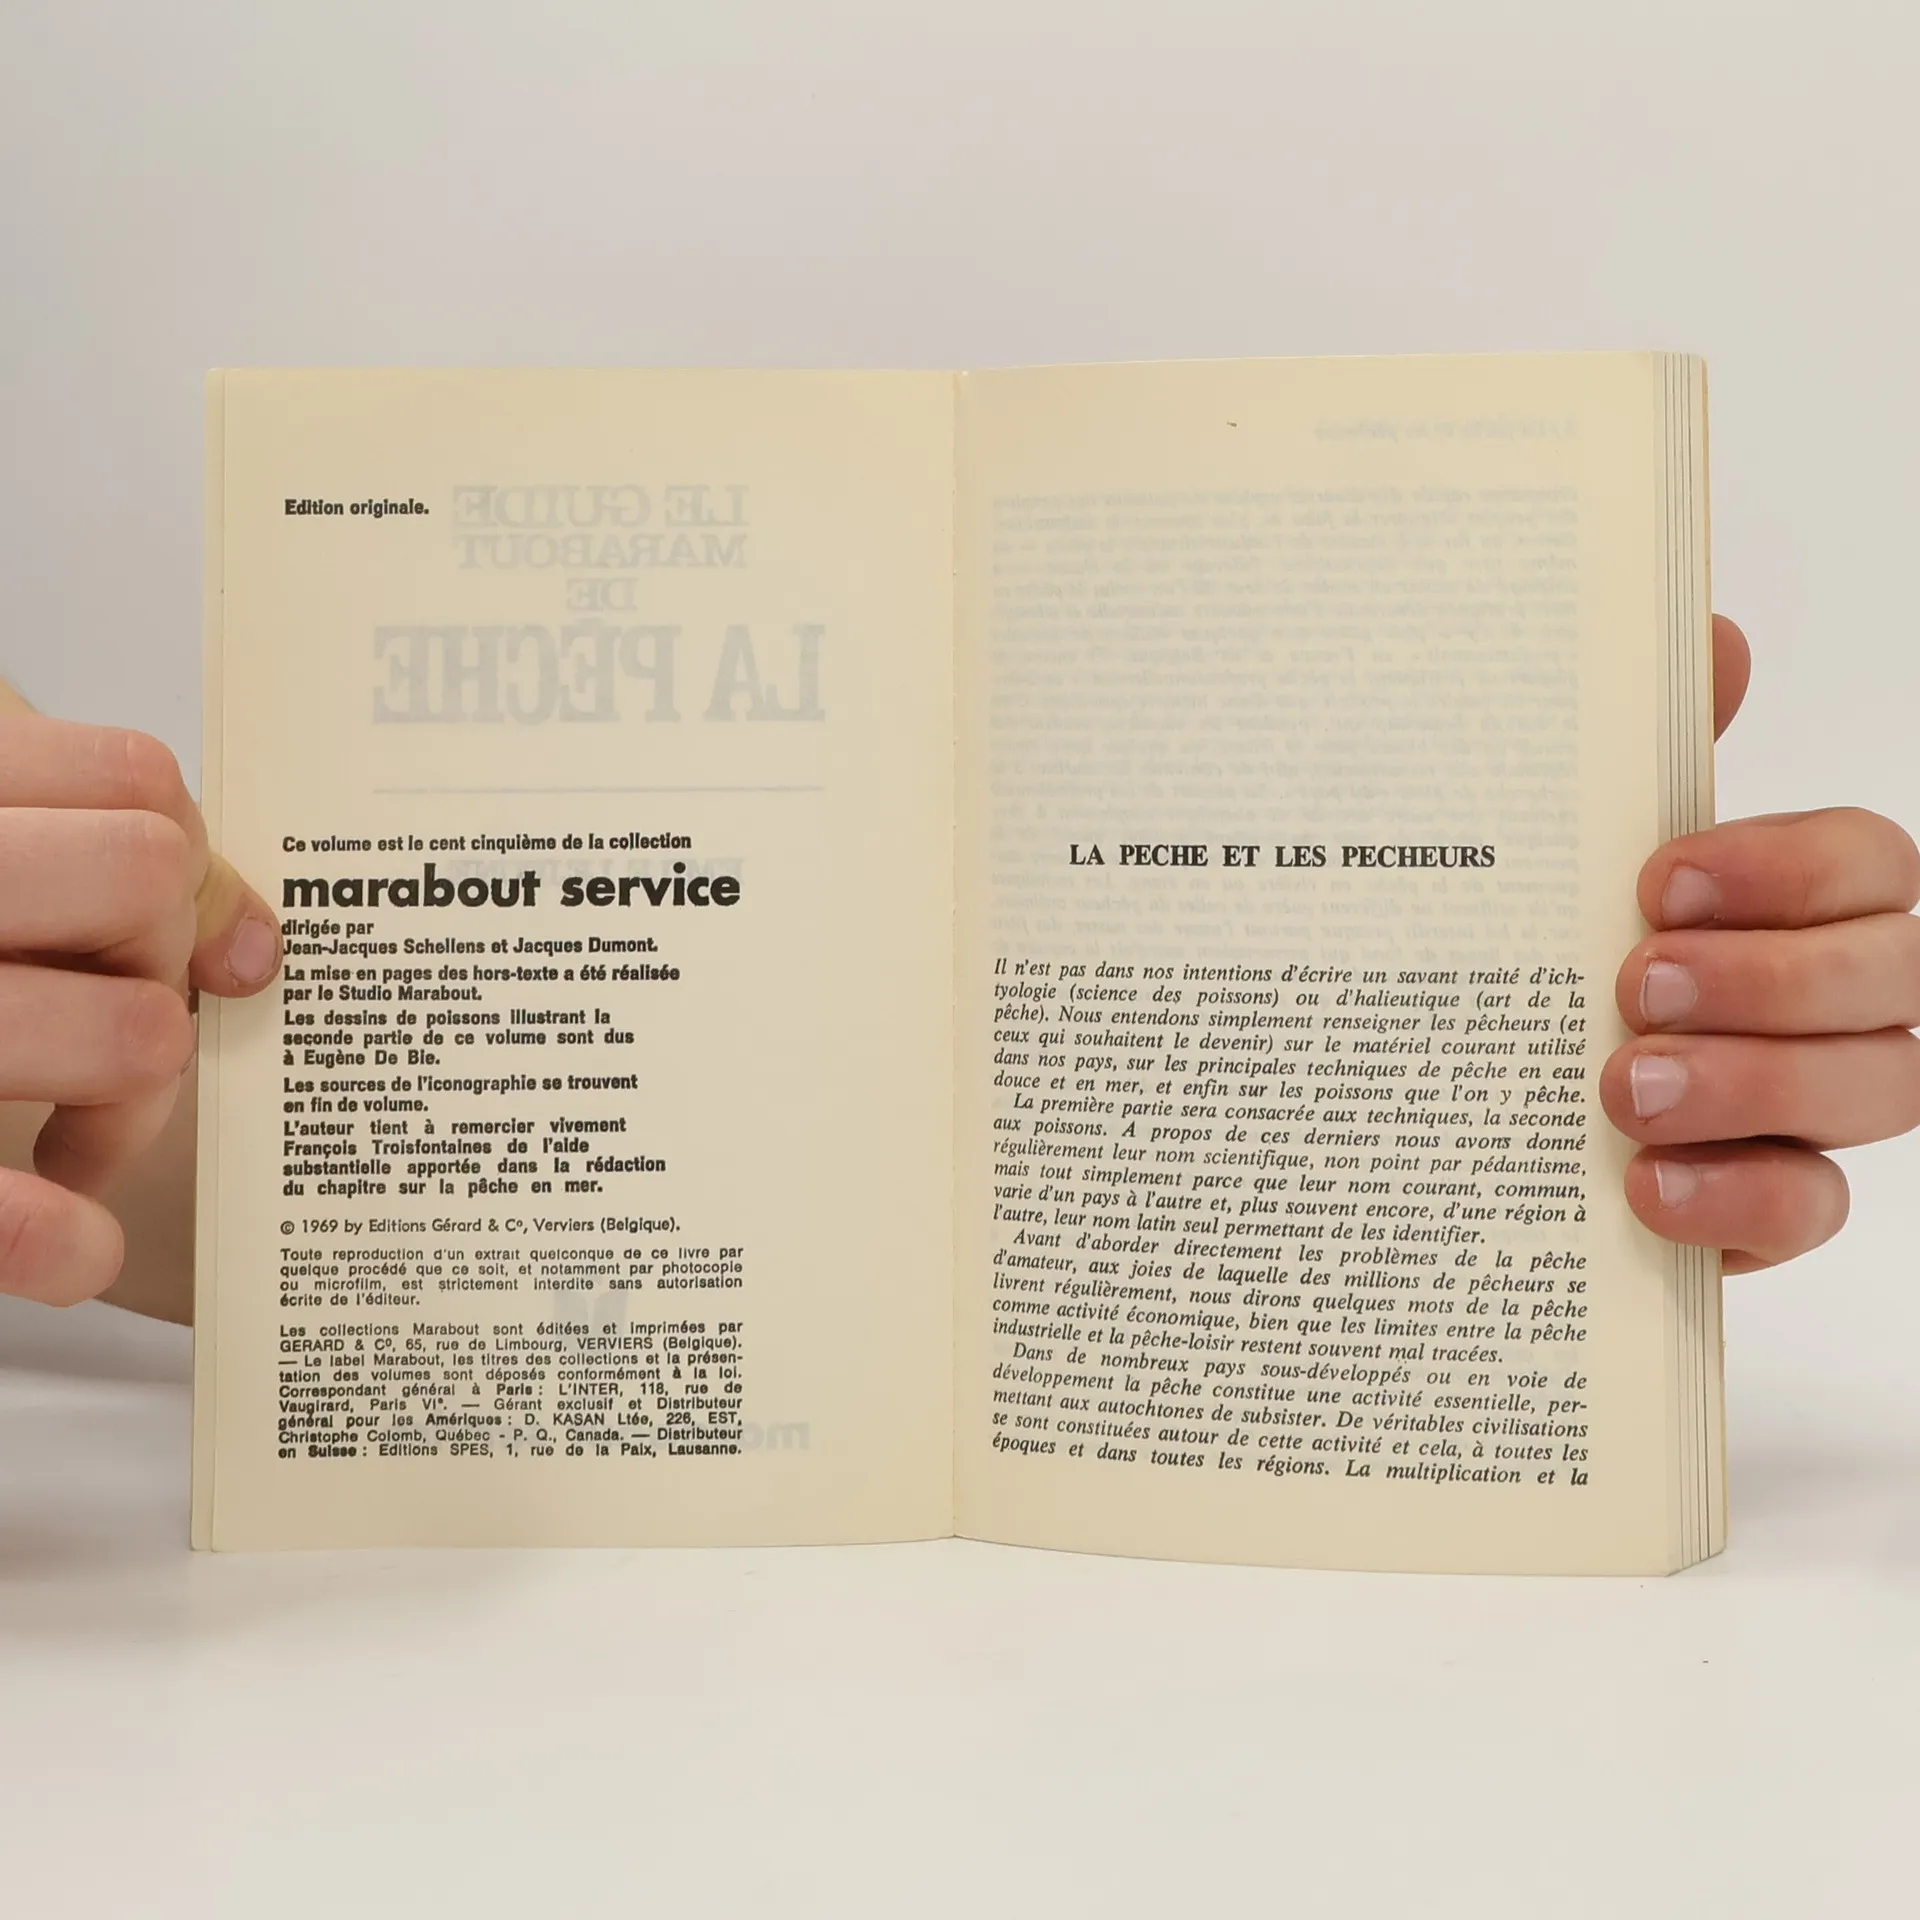 Edition originale.
LE GUIDE
MARABOUT
DE
LA PÊCHE
Ce volume est le cent cinquième de la collection
marabout service
dirigée par
Jean-Jacques Schellens et Jacques Dumont.
La mise en pages des hors-texte a été réalisée
par le Studio Marabout.
Les dessins de poissons illustrant la
seconde partie de ce volume sont dus
à Eugène De Bie.
Les sources de l'iconographie se trouvent
en fin de volume.
L'auteur tient à remercier vivement
François Troisfontaines de l'aide
substantielle apportée dans la rédaction
du chapitre sur la pêche en mer.
© 1969 by Editions Gérard & Cº, Verviers (Belgique).
Toute reproduction d'un extrait quelconque de ce livre par
quelque procédé que ce soit, et notamment par photocopie
ou microfilm, est strictement interdite sans autorisation
écrite de l'éditeur.
Les collections Marabout sont éditées et imprimées par
GERARD & Cº, 65, rue de Limbourg, VERVIERS (Belgique).
— Le label Marabout, les titres des collections et la présen-
tation des volumes sont déposés conformément à la loi.
Correspondant général à Paris : L'INTER, 118, rue de
Vaugirard, Paris VIe. — Gérant exclusif et Distributeur
général pour les Amériques : D. KASAN Ltée, 226, EST,
Christophe Colomb, Québec - P. Q., Canada. — Distributeur
en Suisse : Editions SPES, 1, rue de la Paix, Lausanne.
LA PECHE ET LES PECHEURS
Il n'est pas dans nos intentions d'écrire un savant traité d'ich-
tyologie (science des poissons) ou d'halieutique (art de la
pêche). Nous entendons simplement renseigner les pêcheurs (et
ceux qui souhaitent le devenir) sur le matériel courant utilisé
dans nos pays, sur les principales techniques de pêche en eau
douce et en mer, et enfin sur les poissons que l'on y pêche.
La première partie sera consacrée aux techniques, la seconde
aux poissons. A propos de ces derniers nous avons donné
régulièrement leur nom scientifique, non point par pédantisme,
mais tout simplement parce que leur nom courant, commun,
varie d'un pays à l'autre et, plus souvent encore, d'une région à
l'autre, leur nom latin seul permettant de les identifier.
Avant d'aborder directement les problèmes de la pêche
d'amateur, aux joies de laquelle des millions de pêcheurs se
livrent régulièrement, nous dirons quelques mots de la pêche
comme activité économique, bien que les limites entre la pêche
industrielle et la pêche-loisir restent souvent mal tracées.
Dans de nombreux pays sous-développés ou en voie de
développement la pêche constitue une activité essentielle, per-
mettant aux autochtones de subsister. De véritables civilisations
se sont constituées autour de cette activité et cela, à toutes les
époques et dans toutes les régions. La multiplication et la